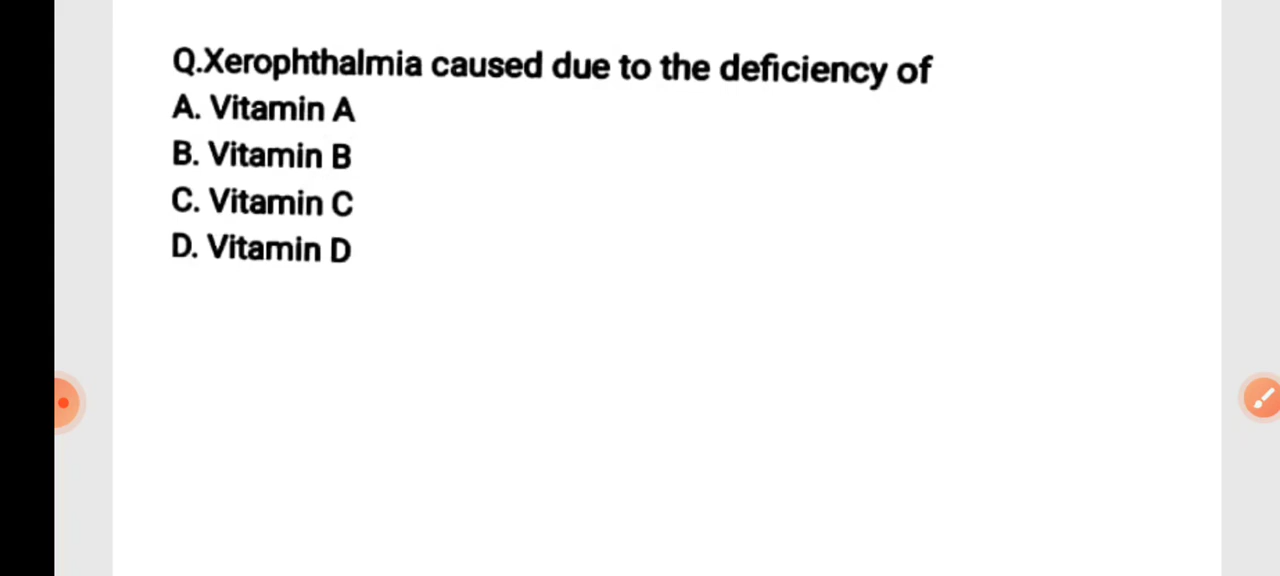 Q.Xerophthalmia caused due to the deficiency of
A. Vitamin A
B. Vitamin B
C. Vitamin C
D. Vitamin D